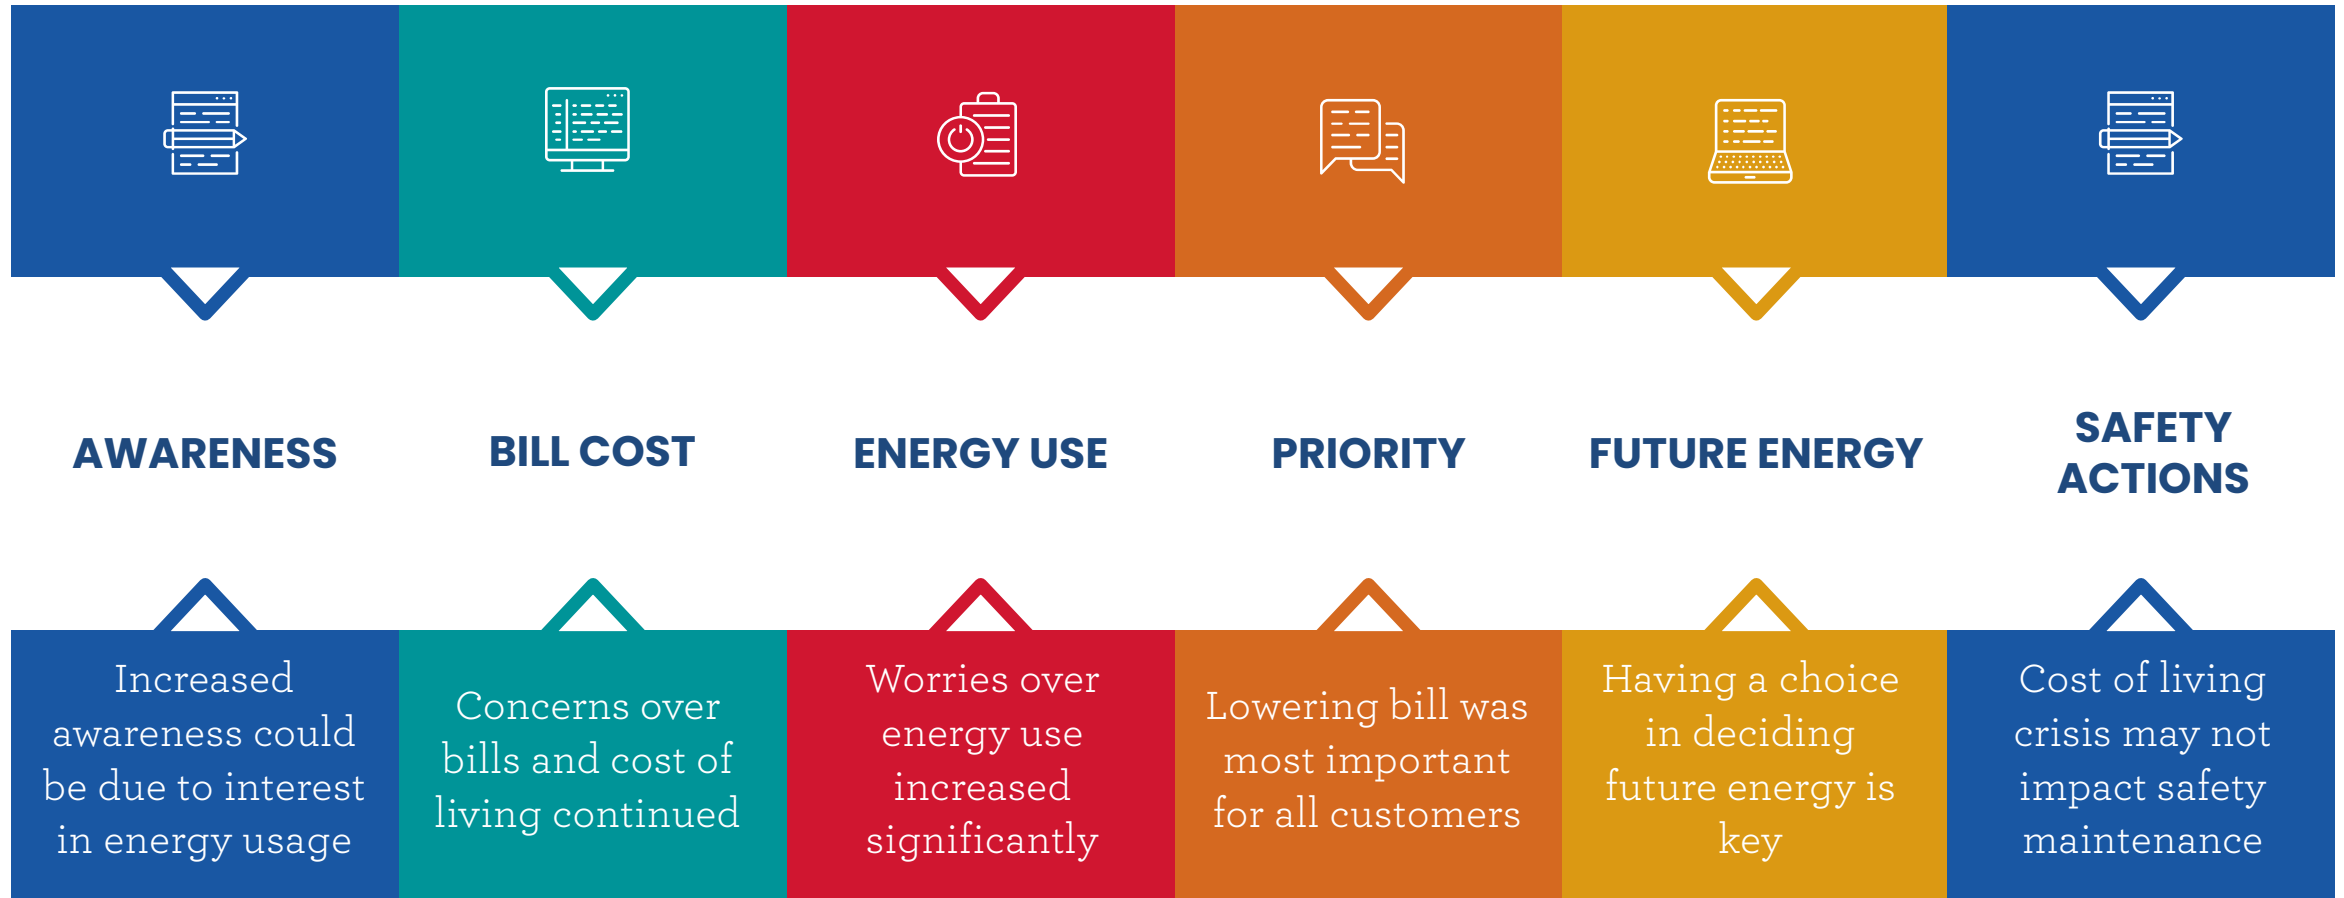 AWARENESS
BILL COST
ENERGY USE
PRIORITY
FUTURE ENERGY
SAFETY
ACTIONS
Increased
awareness could
be due to interest
in energy usage
Concerns over
bills and cost of
living continued
Worries over
energy use
increased
significantly
Lowering bill was
most important
for all customers
Having a choice
in deciding
future energy is
key
Cost of living
crisis may not
impact safety
maintenance